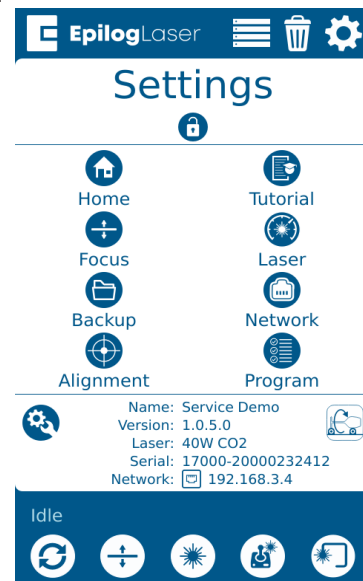 EpilogLaser
Settings
Home Tutorial
Focus Laser
Backup Network
Alignment Program
Name: Service Demo
Version: 1.0.5.0
Laser: 40W CO2
Serial: 17000-20000232412
Network: 192.168.3.4
Idle